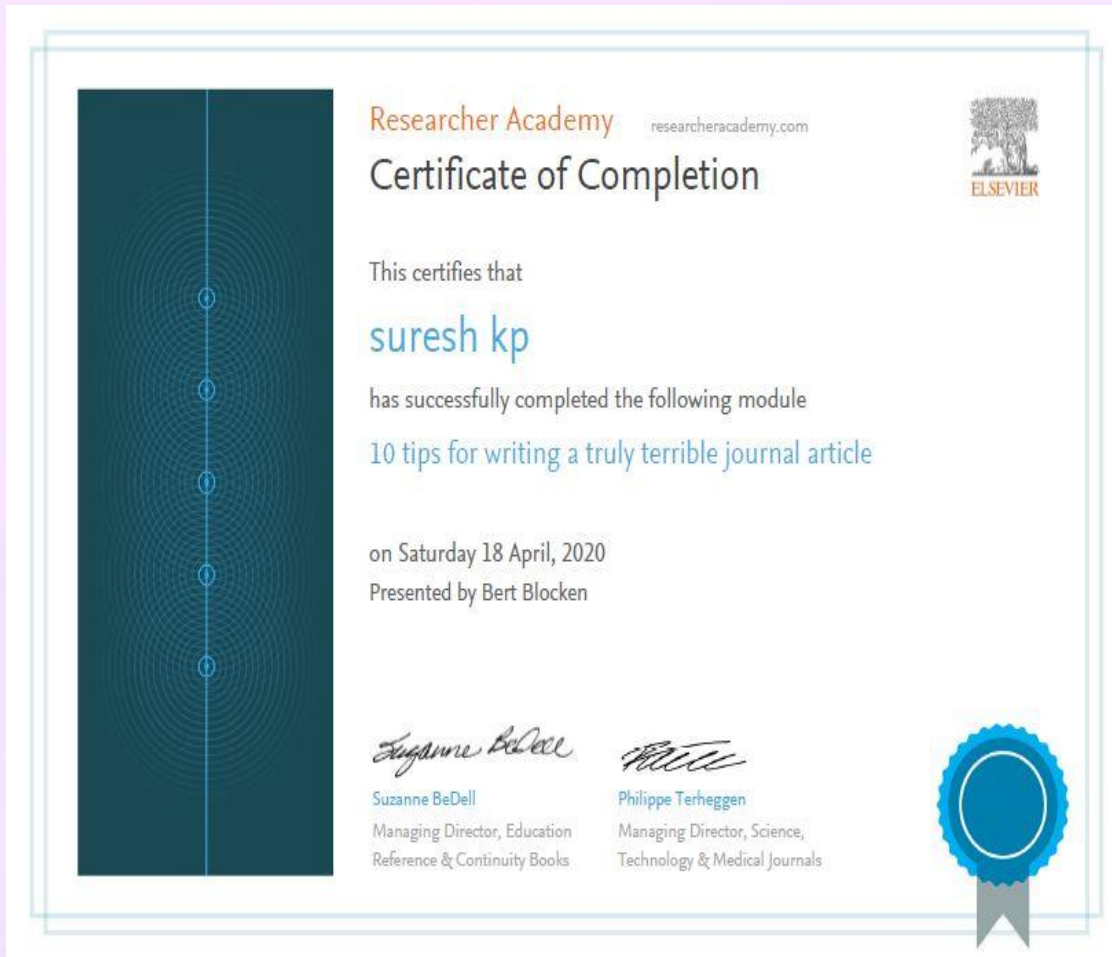 Researcher Academy researcheracademy.com
Certificate of Completion
ELSEVIER
This certifies that
suresh kp
has successfully completed the following module
10 tips for writing a truly terrible journal article
on Saturday 18 April, 2020
Presented by Bert Blocken
Suzanne BeDell
Suzanne BeDell
Managing Director, Education
Reference & Continuity Books
Philippe Terheggen
Managing Director, Science,
Technology & Medical Journals